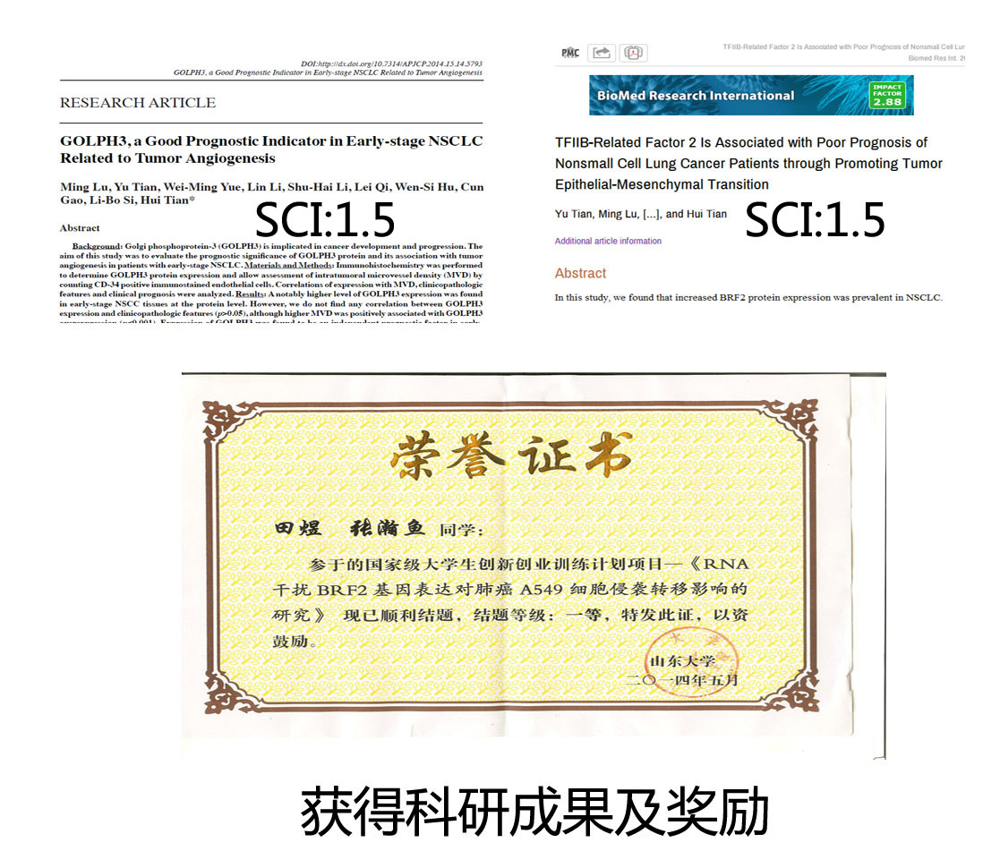 DOI:http://dx.doi.org/10.7314/APJCP.2014.15.14.5793
GOLPH3, a Good Prognostic Indicator in Early-stage NSCLC Related to Tumor Angiogenesis
RESEARCH ARTICLE
GOLPH3, a Good Prognostic Indicator in Early-stage NSCLC
Related to Tumor Angiogenesis
Ming Lu, Yu Tian, Wei-Ming Yue, Lin Li, Shu-Hai Li, Lei Qi, Wen-Si Hu, Cun
Gao, Li-Bo Si, Hui Tian*
SCI:1.5
Abstract
Background: Golgi phosphoprotein-3 (GOLPH3) is implicated in cancer development and progression. The
aim of this study was to evaluate the prognostic significance of GOLPH3 protein and its association with tumor
angiogenesis in patients with early-stage NSCLC. Materials and Methods: Immunohistochemistry was performed
to determine GOLPH3 protein expression and allow assessment of intratumoral microvessel density (MVD) by
counting CD-34 positive immunostained endothelial cells. Correlations of expression with MVD, clinicopathologic
features and clinical prognosis were analyzed. Results: A notably higher level of GOLPH3 expression was found
in early-stage NSCC tissues at the protein level. However, we do not find any correlation between GOLPH3
expression and clinicopathologic features (p>0.05), although higher MVD was positively associated with GOLPH3
PMC
TFIIB-Related Factor 2 Is Associated with Poor Prognosis of Nonsmall Cell Lur
Biomed Res Int. 2
BioMed Research International
IMPACT
FACTOR
2.88
TFIIB-Related Factor 2 Is Associated with Poor Prognosis of
Nonsmall Cell Lung Cancer Patients through Promoting Tumor
Epithelial-Mesenchymal Transition
Yu Tian, Ming Lu, [...], and Hui Tian
SCI:1.5
Additional article information
Abstract
In this study, we found that increased BRF2 protein expression was prevalent in NSCLC.
荣誉证书
田煜 张瀚鱼 同学：
参于的国家级大学生创新创业训练计划项目—《RNA
干扰 BRF2 基因表达对肺癌 A549 细胞侵袭转移影响的
研究》 现已顺利结题，结题等级：一等，特发此证，以资
鼓励。
山东大学
二〇一四年五月
获得科研成果及奖励